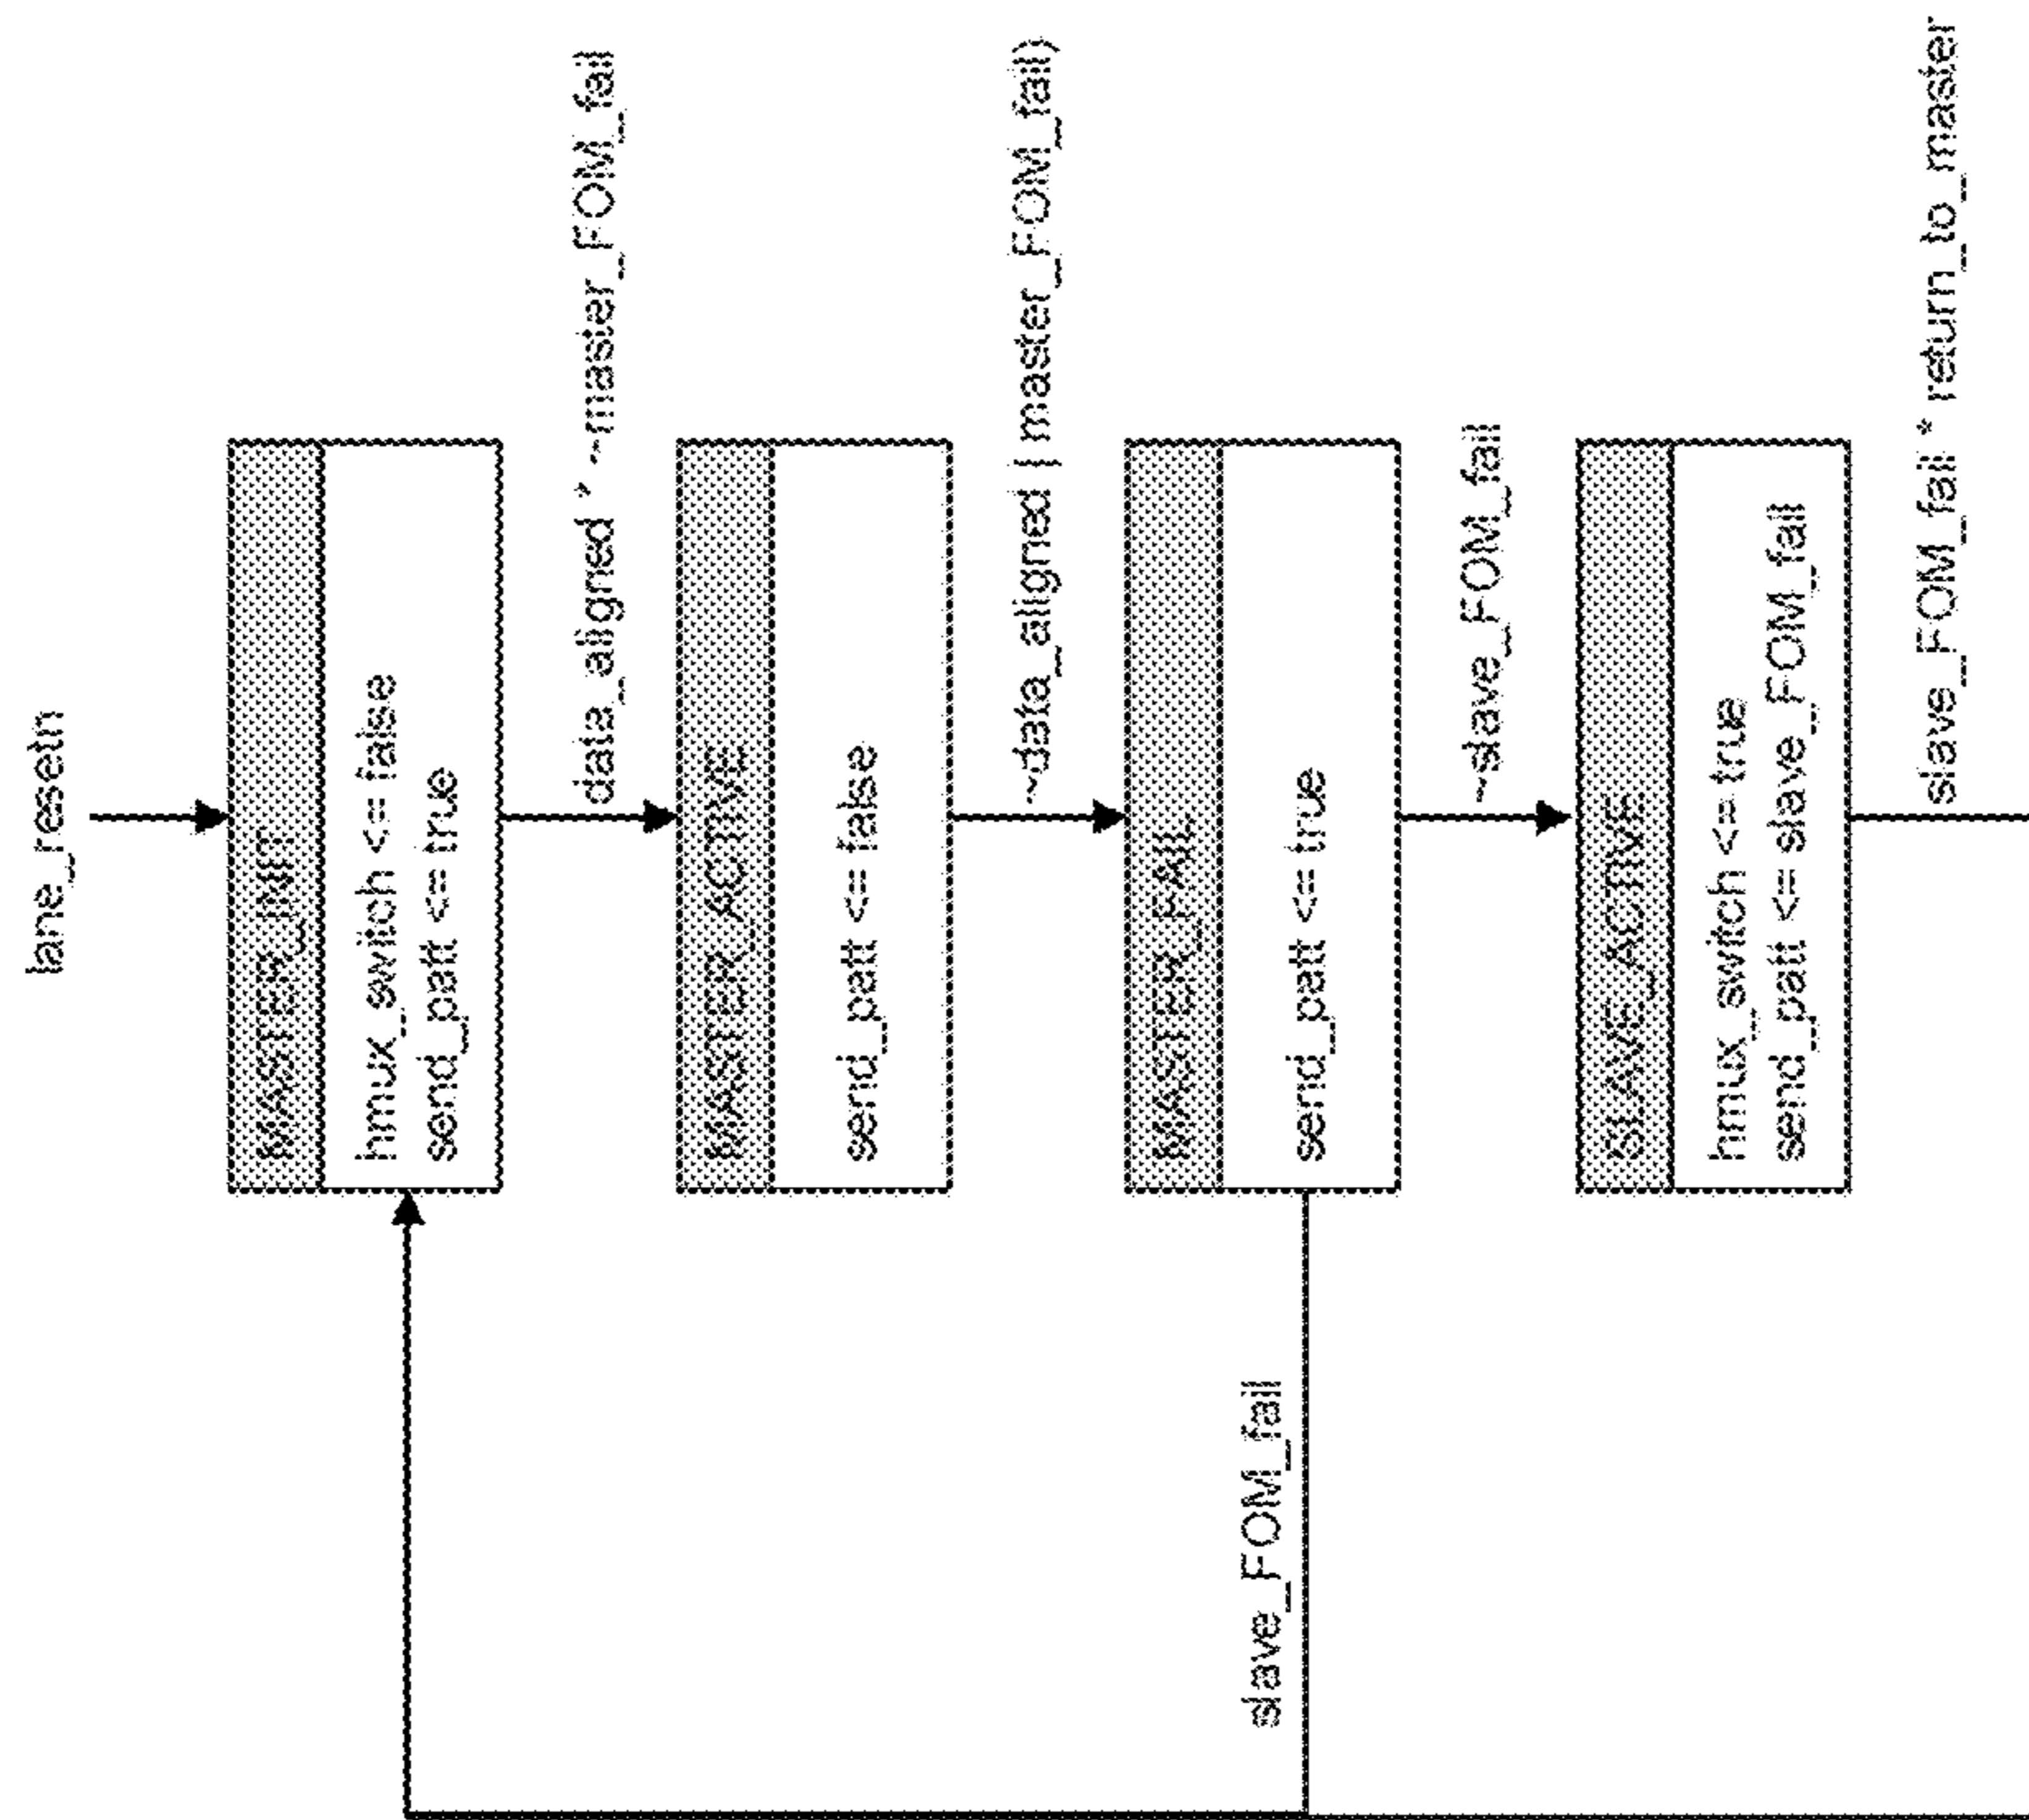 lane_resetn
MASTER_INIT
hmux_switch <= false
send_patt <= true
data_aligned * ~master_FOM_fail
MASTER_ACTIVE
send_patt <= false
~data_aligned | master_FOM_fail)
MASTER_FAIL
send_patt <= true
slave_FOM_fail
~slave_FOM_fail
SLAVE_ACTIVE
hmux_switch <= true
send_patt <= slave_FOM_fail
slave_FOM_fail * return_to_master